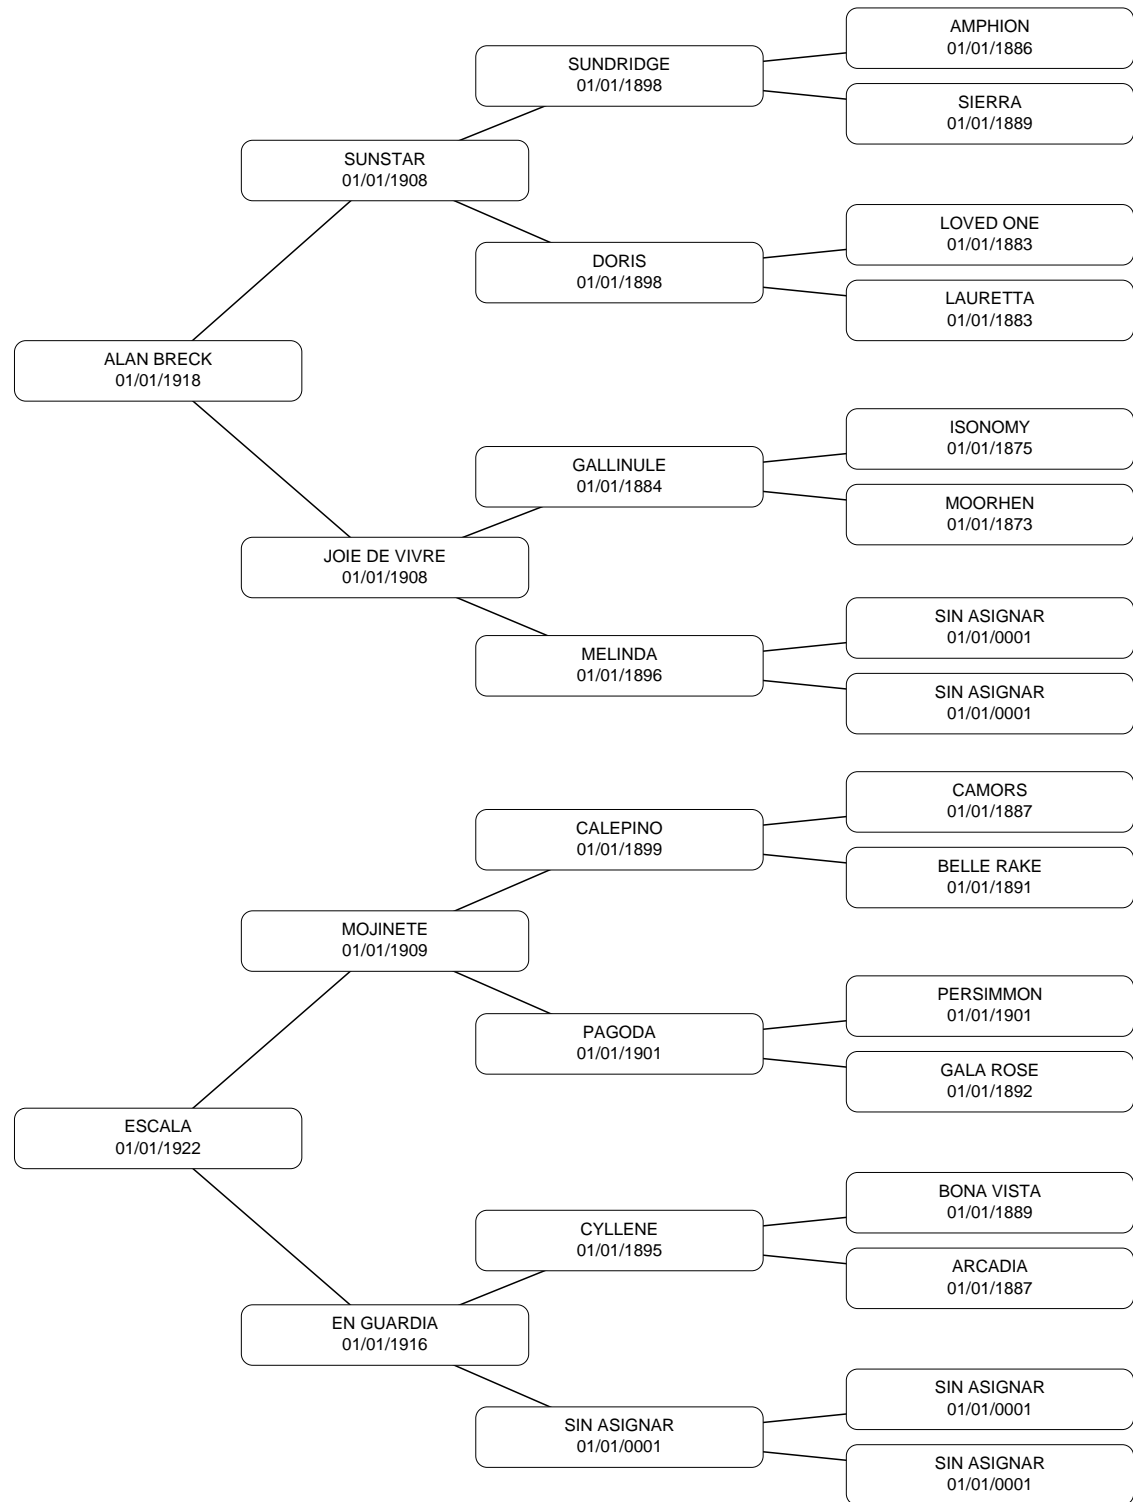 AMPHION
01/01/1886
SUNDRIDGE
01/01/1898
SIERRA
01/01/1889
SUNSTAR
01/01/1908
LOVED ONE
01/01/1883
DORIS
01/01/1898
LAURETTA
01/01/1883
ALAN BRECK
01/01/1918
ISONOMY
01/01/1875
GALLINULE
01/01/1884
MOORHEN
01/01/1873
JOIE DE VIVRE
01/01/1908
SIN ASIGNAR
01/01/0001
MELINDA
01/01/1896
SIN ASIGNAR
01/01/0001
CAMORS
01/01/1887
CALEPINO
01/01/1899
BELLE RAKE
01/01/1891
MOJINETE
01/01/1909
PERSIMMON
01/01/1901
PAGODA
01/01/1901
GALA ROSE
01/01/1892
ESCALA
01/01/1922
BONA VISTA
01/01/1889
CYLLENE
01/01/1895
ARCADIA
01/01/1887
EN GUARDIA
01/01/1916
SIN ASIGNAR
01/01/0001
SIN ASIGNAR
01/01/0001
SIN ASIGNAR
01/01/0001